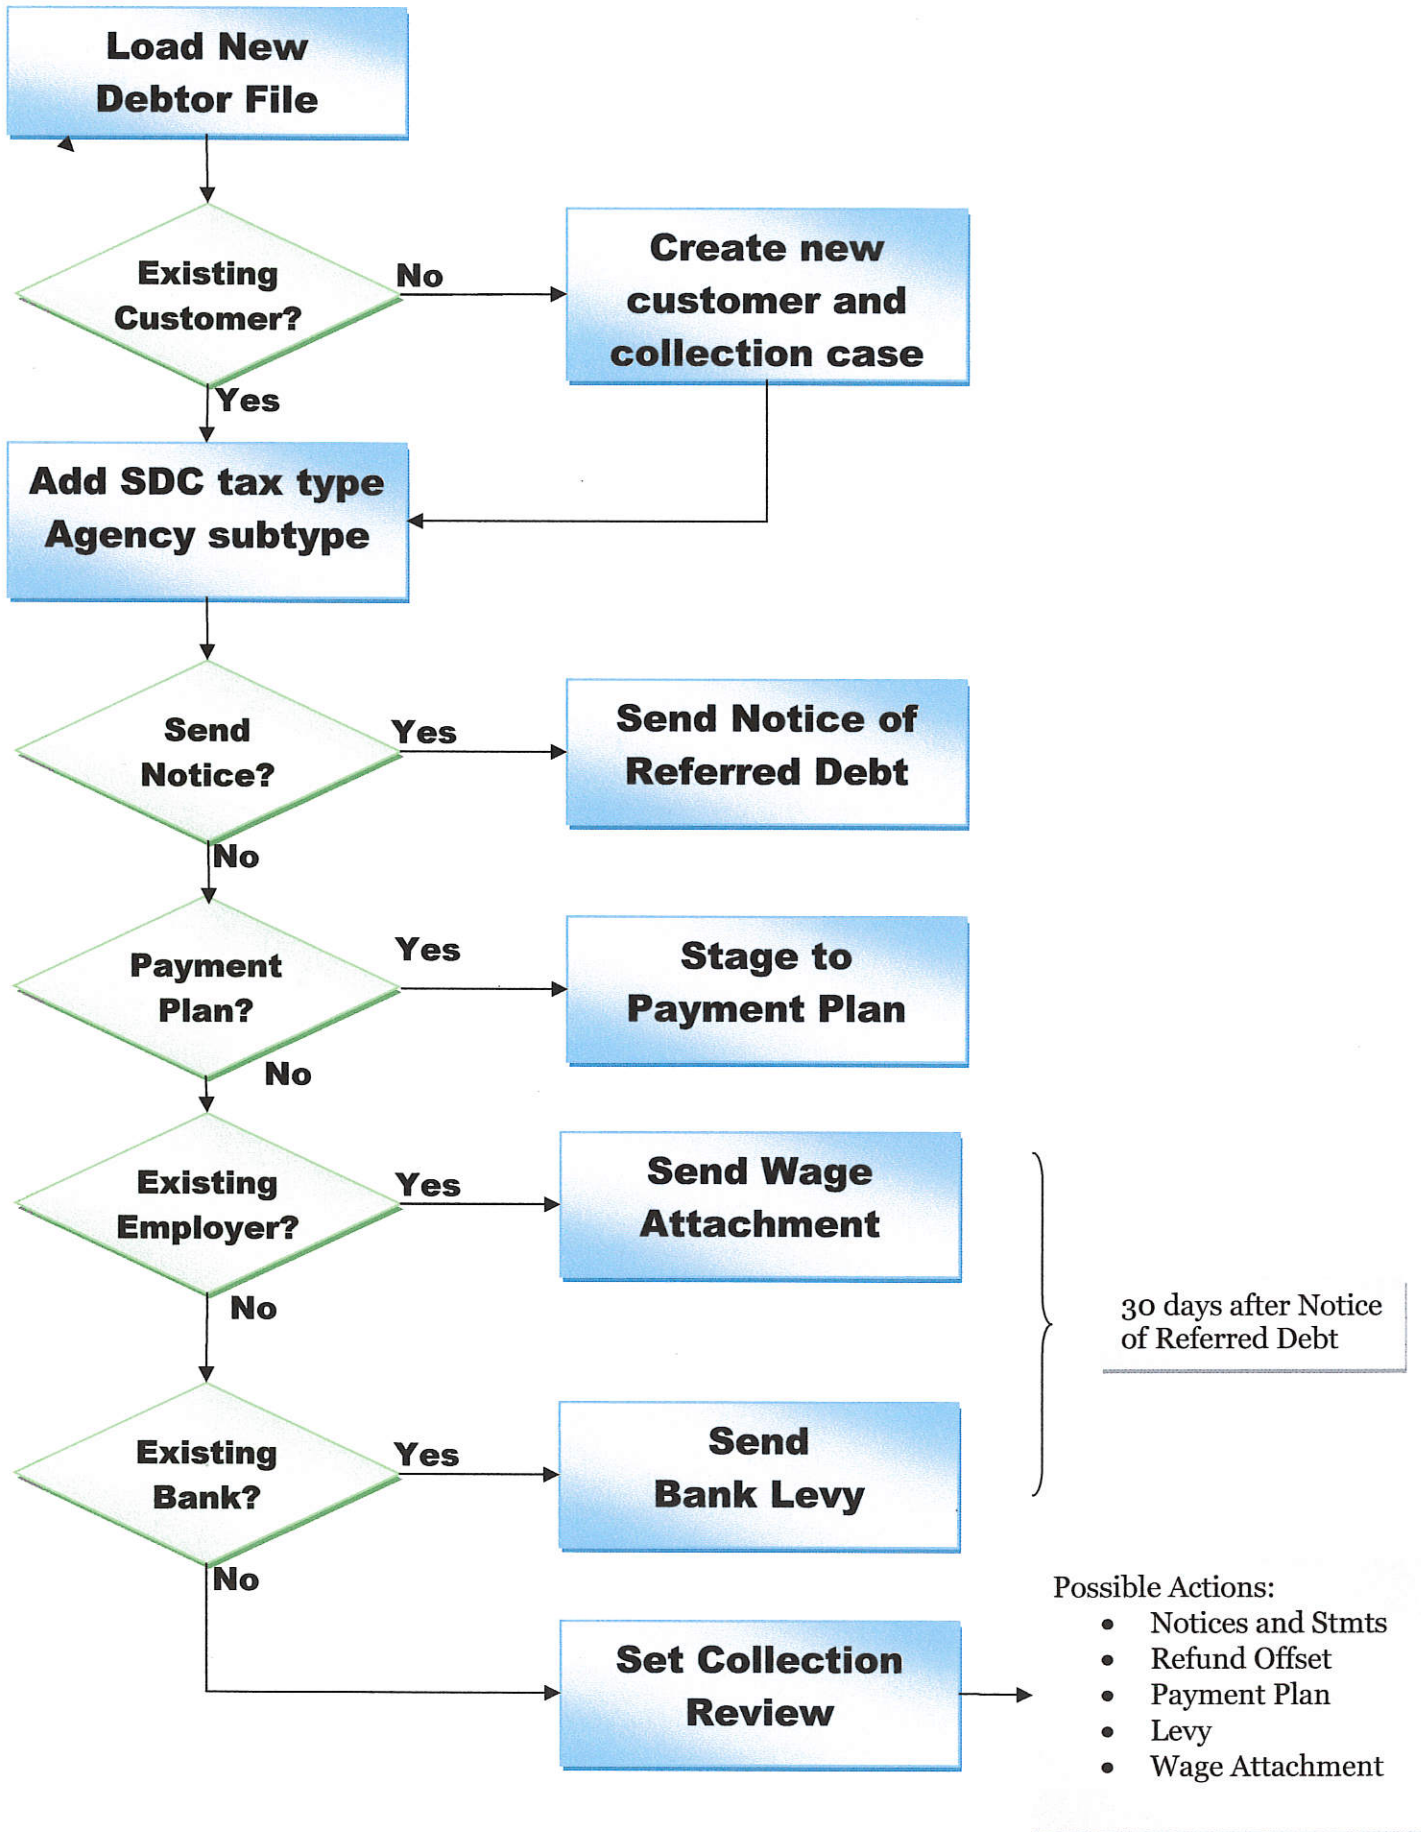 Load New
Debtor File
Existing
Customer?
No
Create new
customer and
collection case
Yes
Add SDC tax type
Agency subtype
Send
Notice?
Yes
Send Notice of
Referred Debt
No
Payment
Plan?
Yes
Stage to
Payment Plan
No
Existing
Employer?
Yes
Send Wage
Attachment
No
30 days after Notice
of Referred Debt
Existing
Bank?
Yes
Send
Bank Levy
No
Set Collection
Review
Possible Actions:
• Notices and Stmts
• Refund Offset
• Payment Plan
• Levy
• Wage Attachment